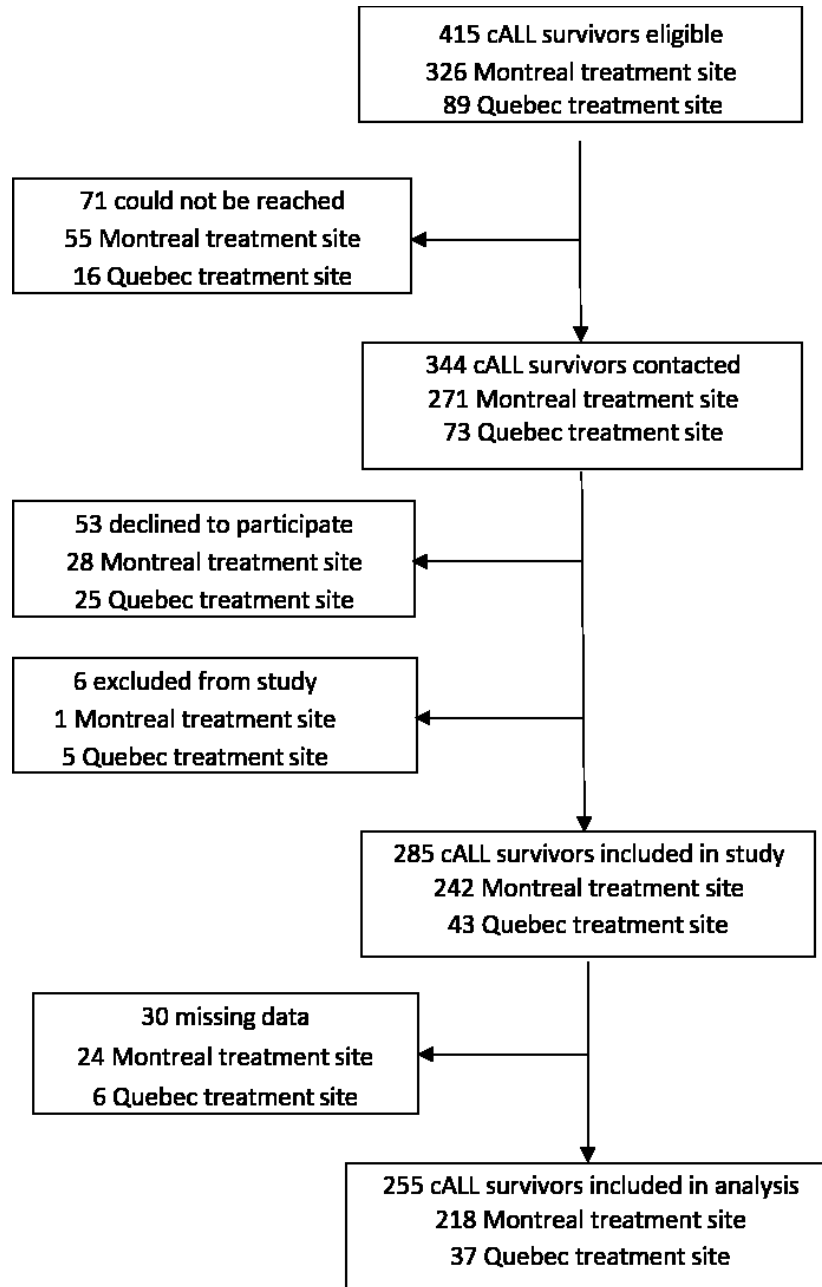 415 cALL survivors eligible
326 Montreal treatment site
89 Quebec treatment site
71 could not be reached
55 Montreal treatment site
16 Quebec treatment site
344 cALL survivors contacted
271 Montreal treatment site
73 Quebec treatment site
53 declined to participate
28 Montreal treatment site
25 Quebec treatment site
6 excluded from study
1 Montreal treatment site
5 Quebec treatment site
285 cALL survivors included in study
242 Montreal treatment site
43 Quebec treatment site
30 missing data
24 Montreal treatment site
6 Quebec treatment site
255 cALL survivors included in analysis
218 Montreal treatment site
37 Quebec treatment site